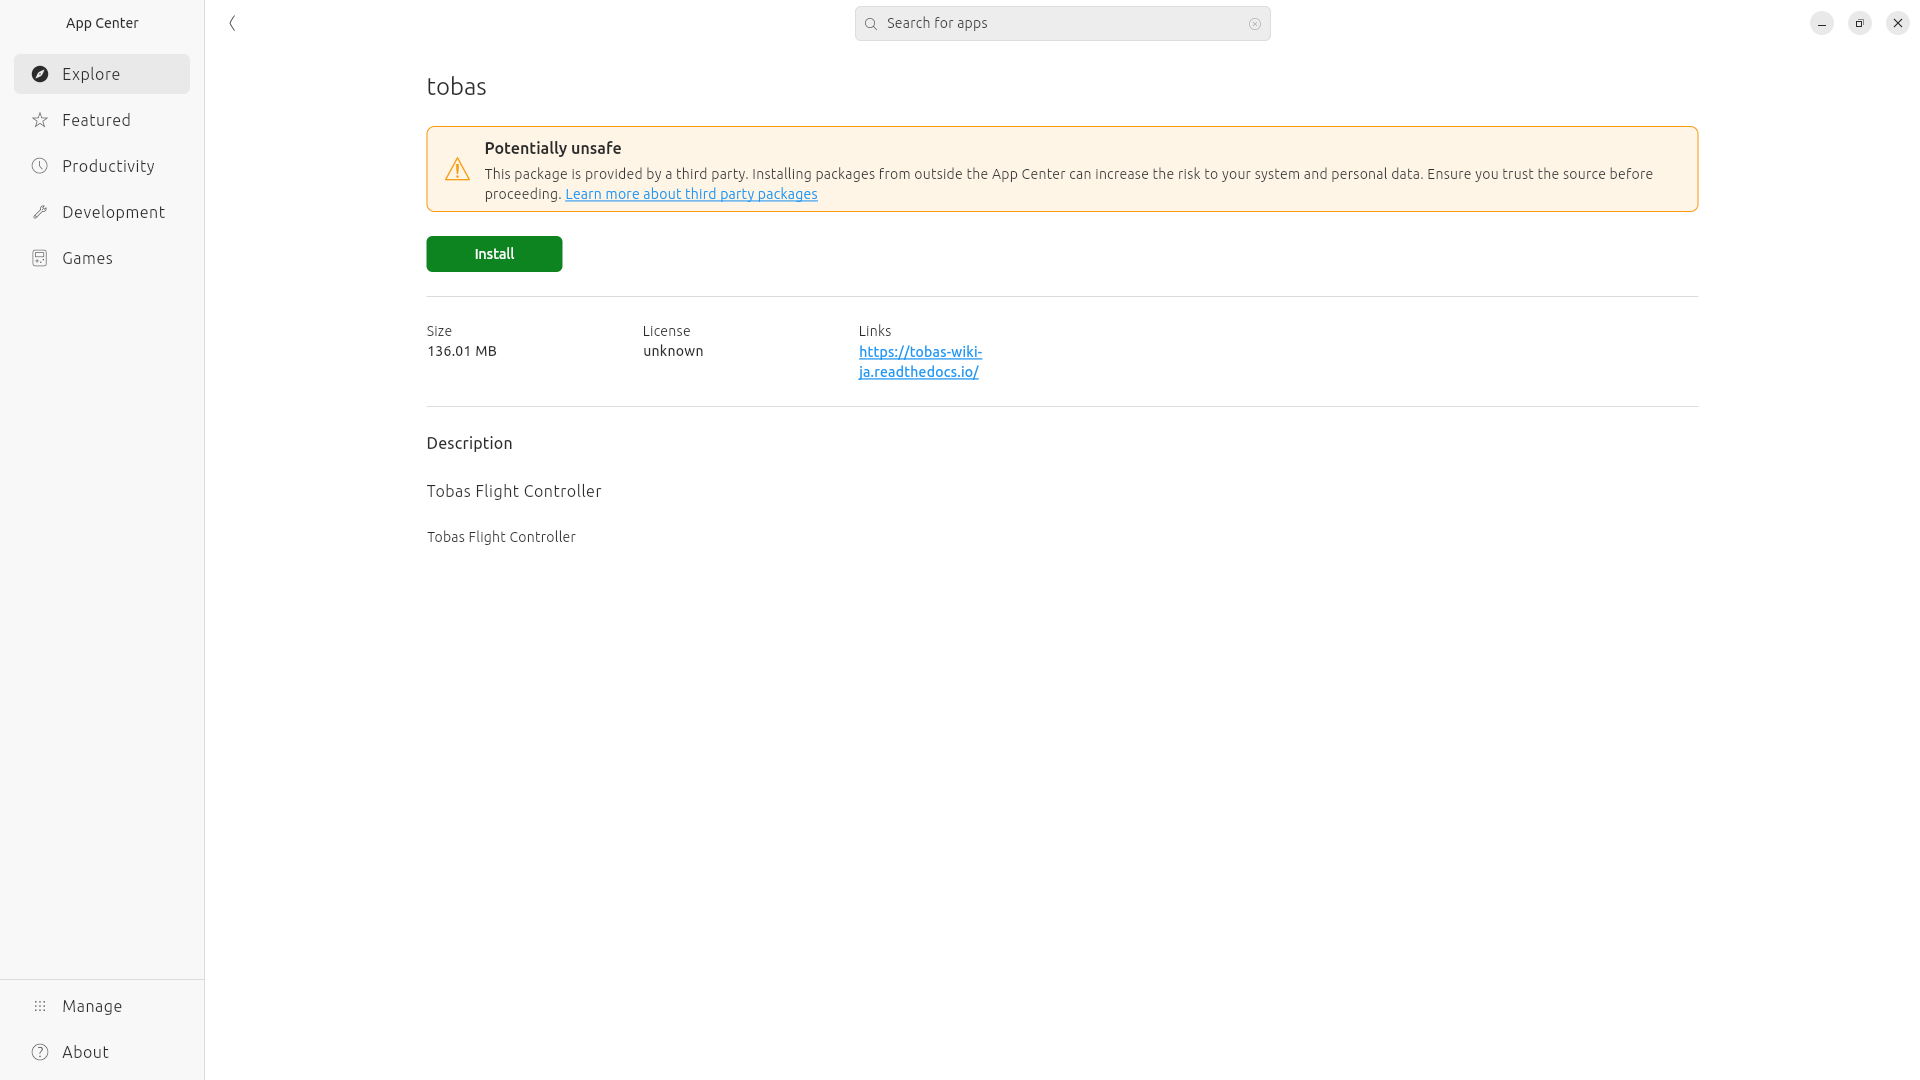 App Center
Search for apps
Explore
Featured
Productivity
Development
Games
Manage
About
tobas
Potentially unsafe
This package is provided by a third party. Installing packages from outside the App Center can increase the risk to your system and personal data. Ensure you trust the source before
proceeding. Learn more about third party packages
Install
Size
136.01 MB
License
unknown
Links
https://tobas-wiki-
ja.readthedocs.io/
Description
Tobas Flight Controller
Tobas Flight Controller